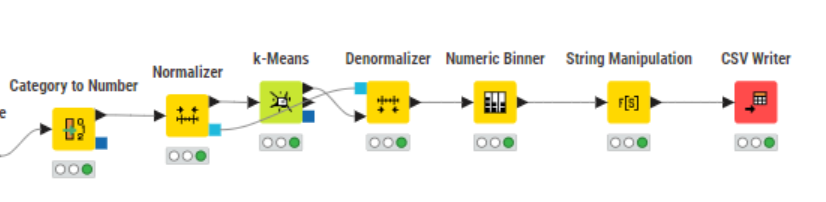 k-Means
Denormalizer
Numeric Binner
String Manipulation
CSV Writer
Normalizer
Category to Number
e
F[S]